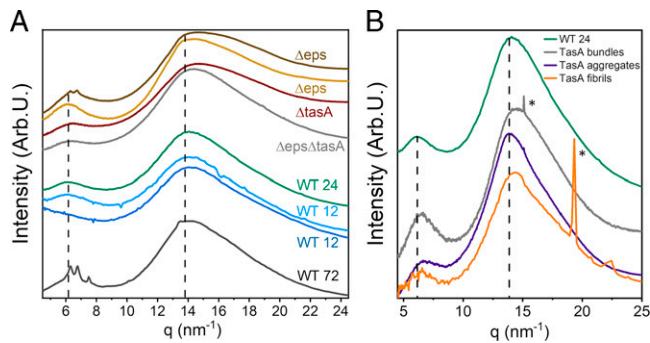 A
Intensity (Arb.U.)
Δeps
Δeps
ΔtasA
ΔepsΔtasA
WT 24
WT 12
WT 12
WT 72
4 6 8 10 12 14 16 18 20 22 24
q (nm⁻¹)
B
Intensity (Arb.U.)
WT 24
TasA bundles
TasA aggregates
TasA fibrils
*
*
5 10 15 20 25
q (nm⁻¹)